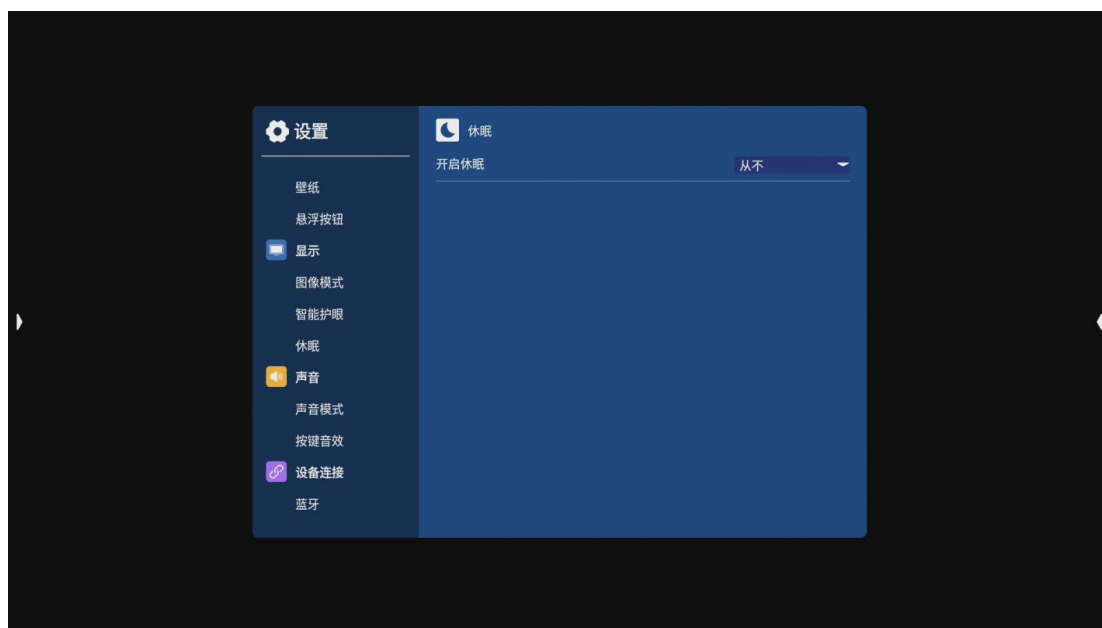 设置
壁纸
悬浮按钮
显示
图像模式
智能护眼
休眠
声音
声音模式
按键音效
设备连接
蓝牙
休眠
开启休眠
从不